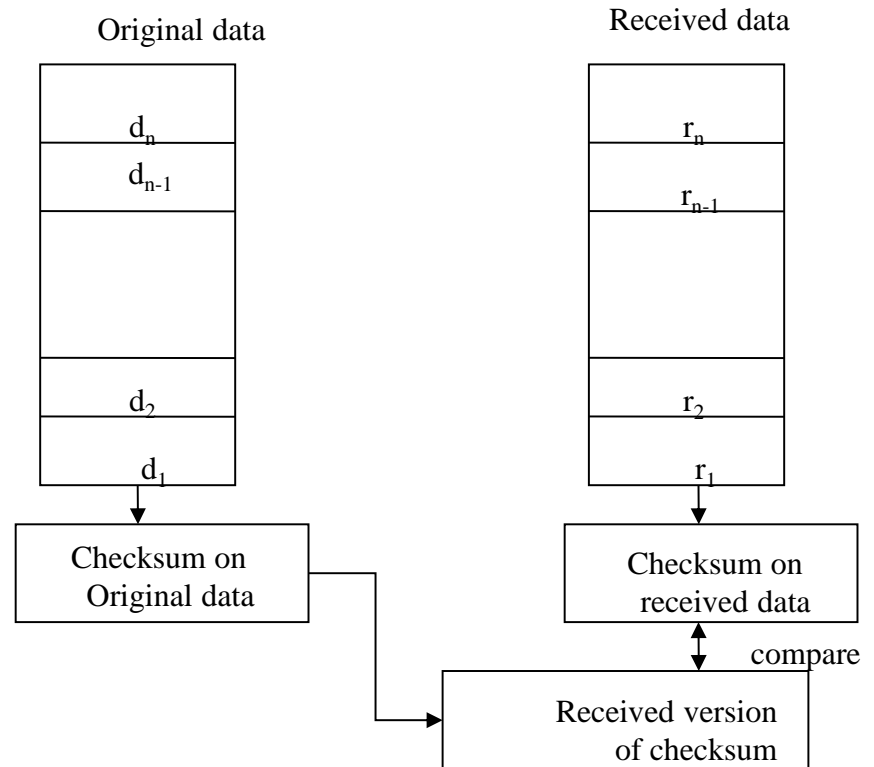 Original data
Received data
dₙ
rₙ
dₙ₋₁
rₙ₋₁
d₂
r₂
d₁
r₁
Checksum on
Original data
Checksum on
received data
compare
Received version
of checksum